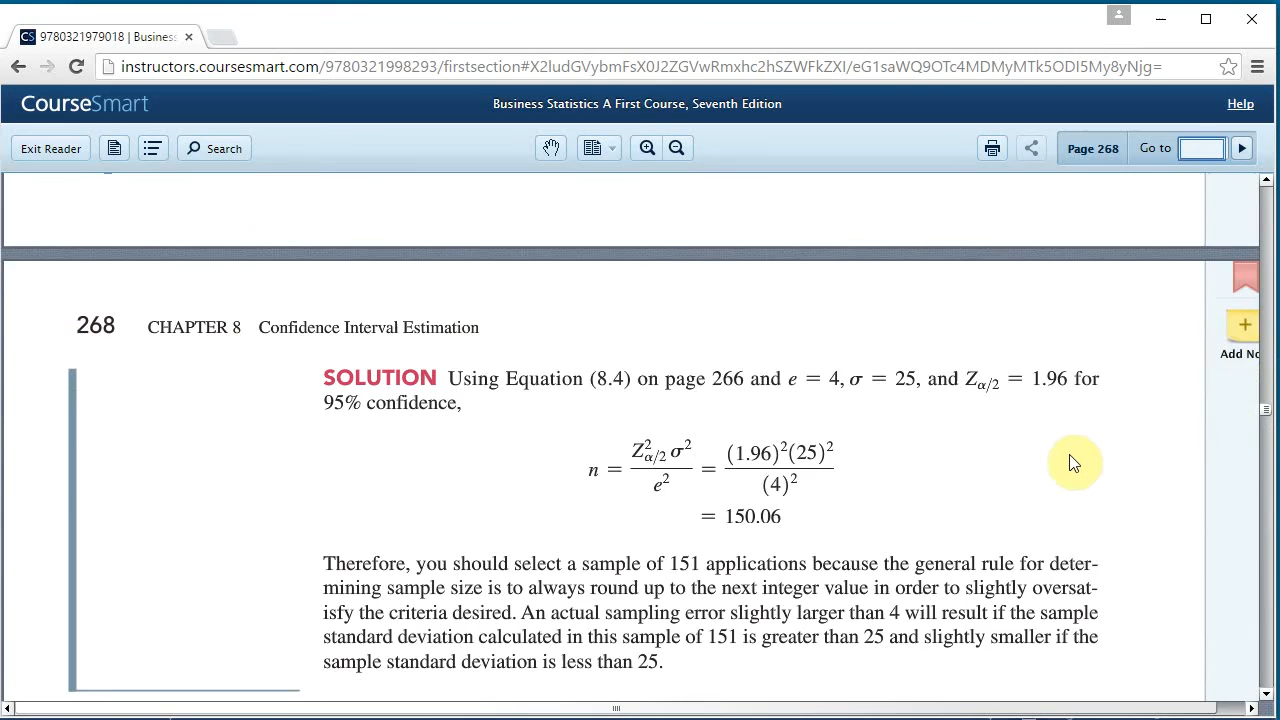 9780321979018 | Business
instructors.coursesmart.com/9780321998293/firstsection#X2ludGVybmFsX0J2ZGVwRmxhc2hSZWFkZXI/eG1saWQ9OTc4MDMyMTk5ODI5My8yNjg=
CourseSmart
Business Statistics A First Course, Seventh Edition
Help
Exit Reader
Search
Page 268
Go to
268 CHAPTER 8 Confidence Interval Estimation
Add No
SOLUTION Using Equation (8.4) on page 266 and e = 4, σ = 25, and Zα/2 = 1.96 for
95% confidence,
n = Z²α/2 σ² / e² = (1.96)²(25)² / (4)²
= 150.06
Therefore, you should select a sample of 151 applications because the general rule for deter-
mining sample size is to always round up to the next integer value in order to slightly oversat-
isfy the criteria desired. An actual sampling error slightly larger than 4 will result if the sample
standard deviation calculated in this sample of 151 is greater than 25 and slightly smaller if the
sample standard deviation is less than 25.